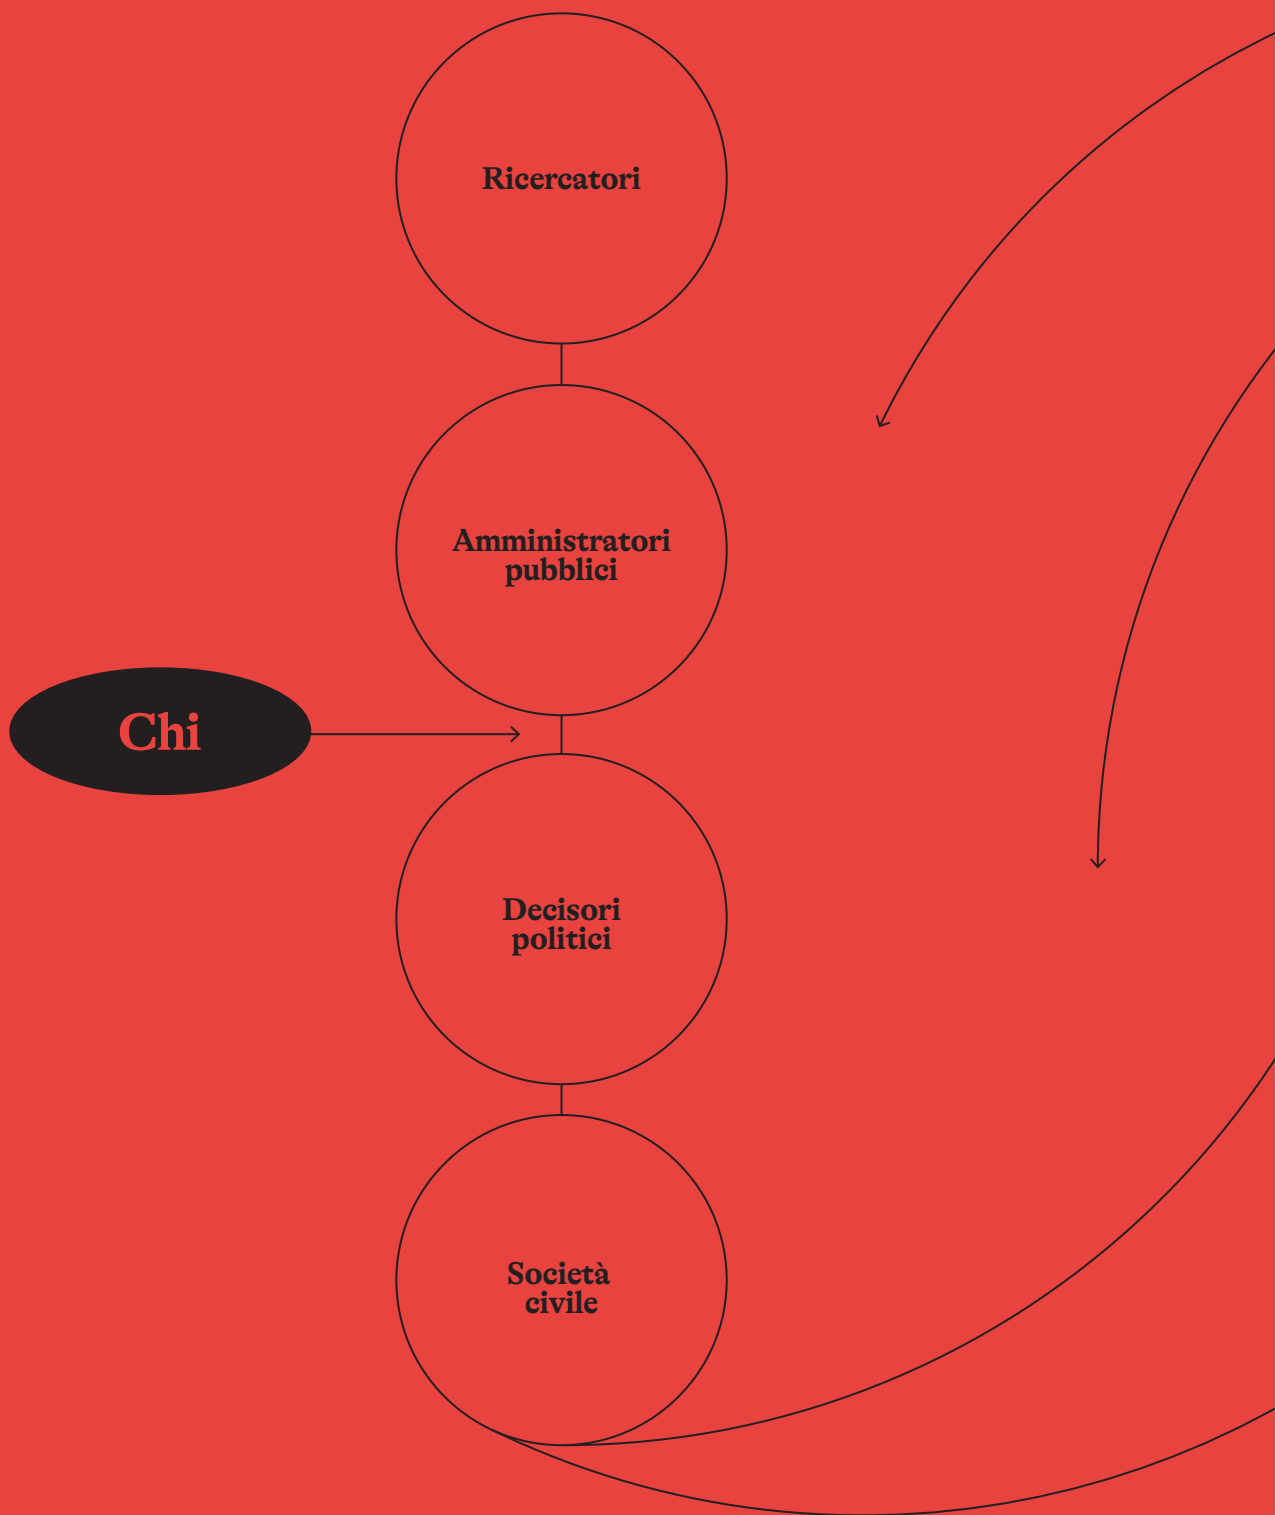 Ricercatori
Amministratori
pubblici
Chi
Decisori
politici
Società
civile